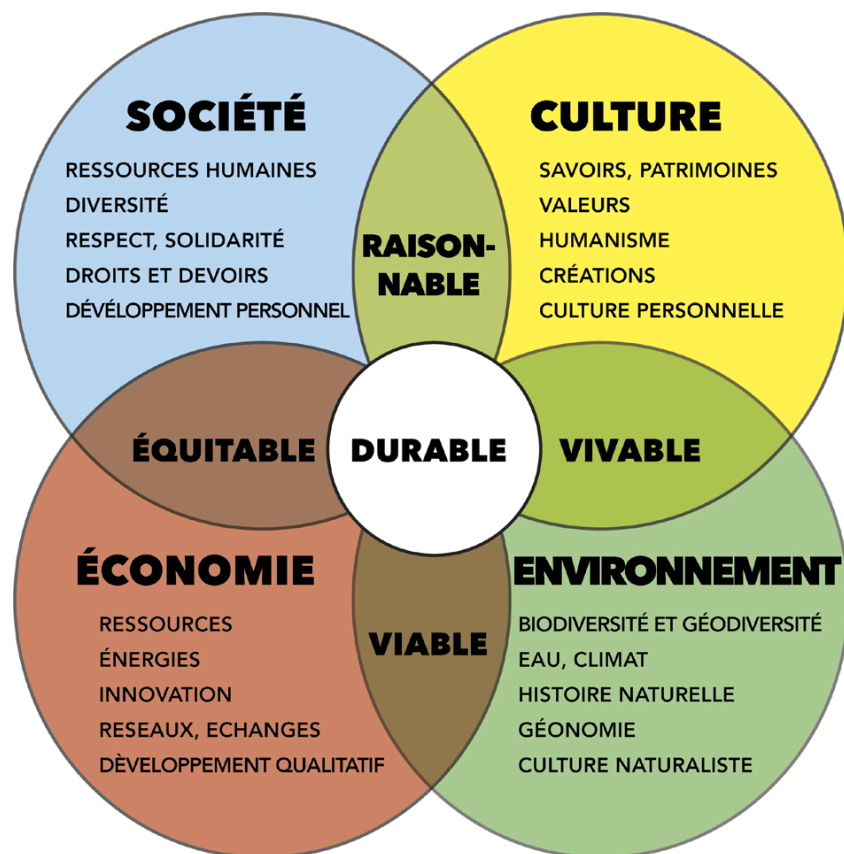 SOCIÉTÉ
RESSOURCES HUMAINES
DIVERSITÉ
RESPECT, SOLIDARITÉ
DROITS ET DEVOIRS
DÉVÉLOPPEMENT PERSONNEL
RAISON-
NABLE
CULTURE
SAVOIRS, PATRIMOINES
VALEURS
HUMANISME
CRÉATIONS
CULTURE PERSONNELLE
ÉQUITABLE
DURABLE
VIVABLE
ÉCONOMIE
RESSOURCES
ÉNERGIES
INNOVATION
RESEAUX, ECHANGES
DÈVELOPPEMENT QUALITATIF
VIABLE
ENVIRONNEMENT
BIODIVERSITÉ ET GÉODIVERSITÉ
EAU, CLIMAT
HISTOIRE NATURELLE
GÉONOMIE
CULTURE NATURALISTE